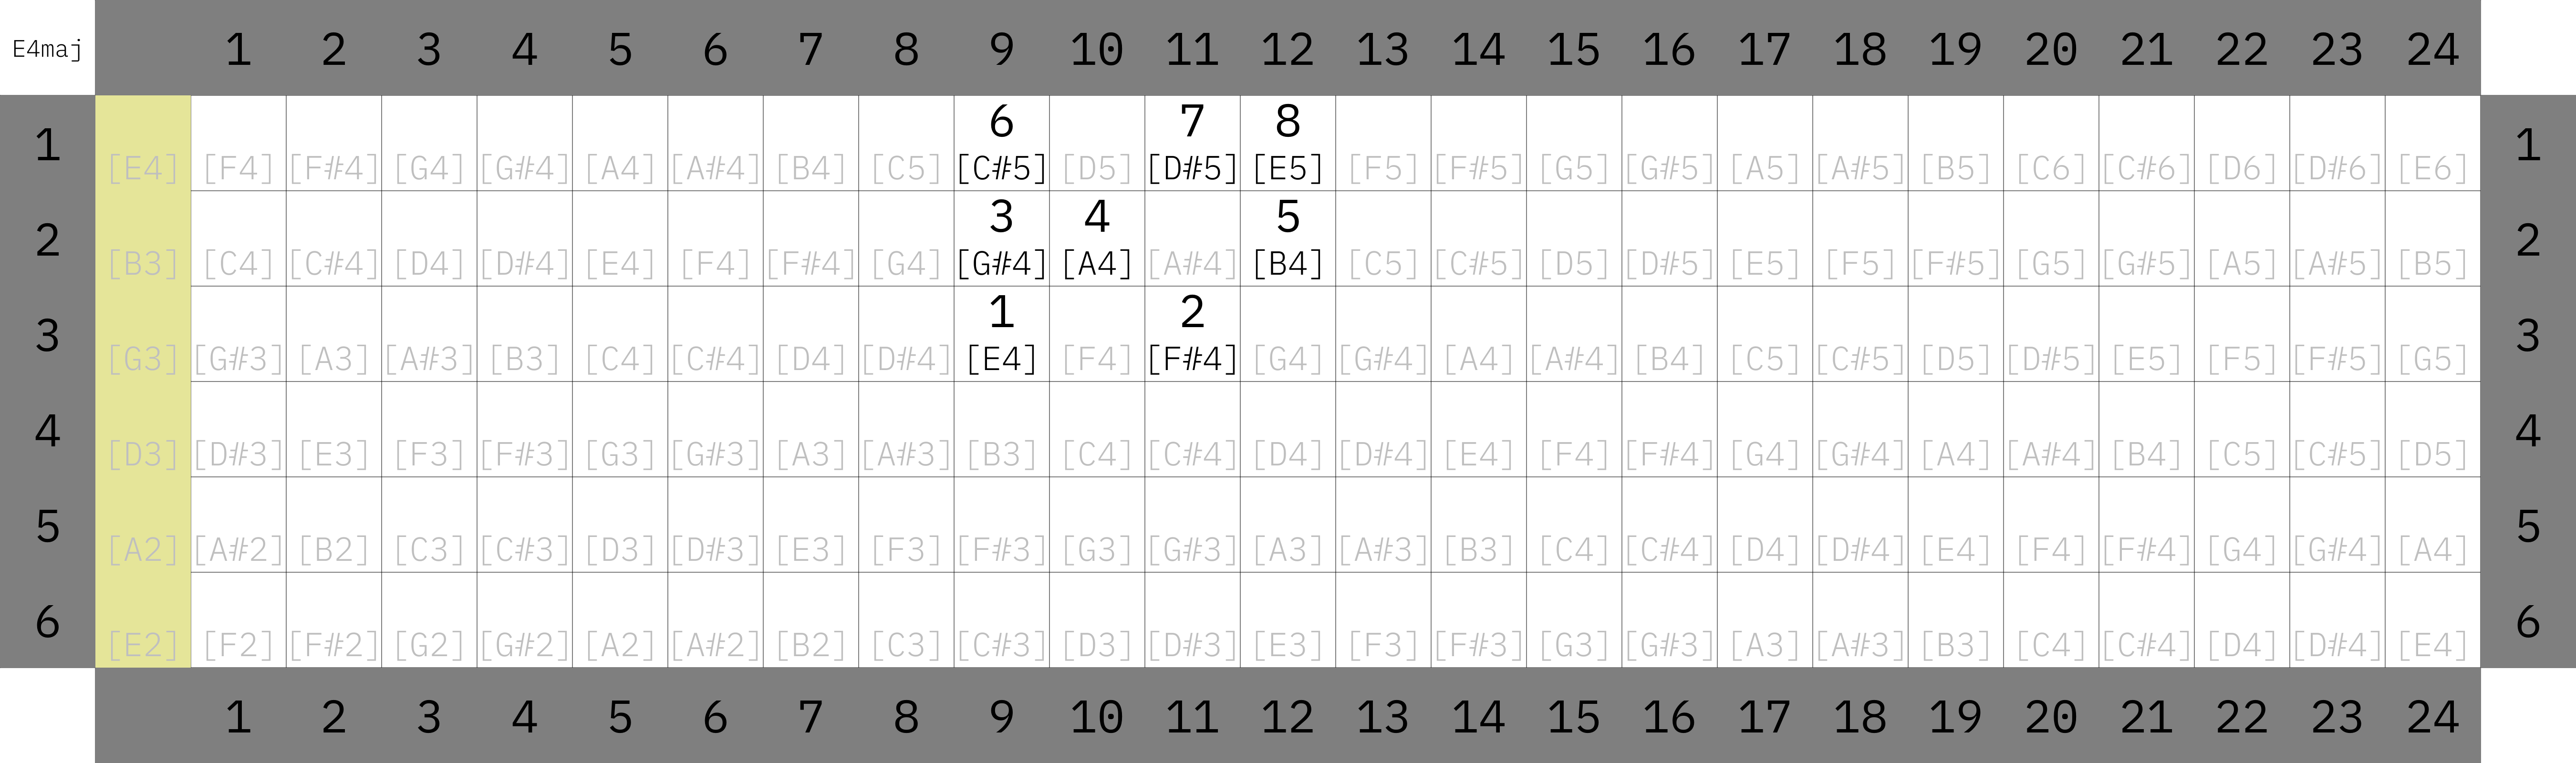 E4maj 1 2 3 4 5 6 7 8 9 10 11 12 13 14 15 16 17 18 19 20 21 22 23 24
6 7 8
1 [E4] [F4] [F#4] [G4] [G#4] [A4] [A#4] [B4] [C5] [C#5] [D5] [D#5] [E5] [F5] [F#5] [G5] [G#5] [A5] [A#5] [B5] [C6] [C#6] [D6] [D#6] [E6] 1
3 4 5
2 [B3] [C4] [C#4] [D4] [D#4] [E4] [F4] [F#4] [G4] [G#4] [A4] [A#4] [B4] [C5] [C#5] [D5] [D#5] [E5] [F5] [F#5] [G5] [G#5] [A5] [A#5] [B5] 2
1 2
3 [G3] [G#3] [A3] [A#3] [B3] [C4] [C#4] [D4] [D#4] [E4] [F4] [F#4] [G4] [G#4] [A4] [A#4] [B4] [C5] [C#5] [D5] [D#5] [E5] [F5] [F#5] [G5] 3
4 [D3] [D#3] [E3] [F3] [F#3] [G3] [G#3] [A3] [A#3] [B3] [C4] [C#4] [D4] [D#4] [E4] [F4] [F#4] [G4] [G#4] [A4] [A#4] [B4] [C5] [C#5] [D5] 4
5 [A2] [A#2] [B2] [C3] [C#3] [D3] [D#3] [E3] [F3] [F#3] [G3] [G#3] [A3] [A#3] [B3] [C4] [C#4] [D4] [D#4] [E4] [F4] [F#4] [G4] [G#4] [A4] 5
6 [E2] [F2] [F#2] [G2] [G#2] [A2] [A#2] [B2] [C3] [C#3] [D3] [D#3] [E3] [F3] [F#3] [G3] [G#3] [A3] [A#3] [B3] [C4] [C#4] [D4] [D#4] [E4] 6
1 2 3 4 5 6 7 8 9 10 11 12 13 14 15 16 17 18 19 20 21 22 23 24